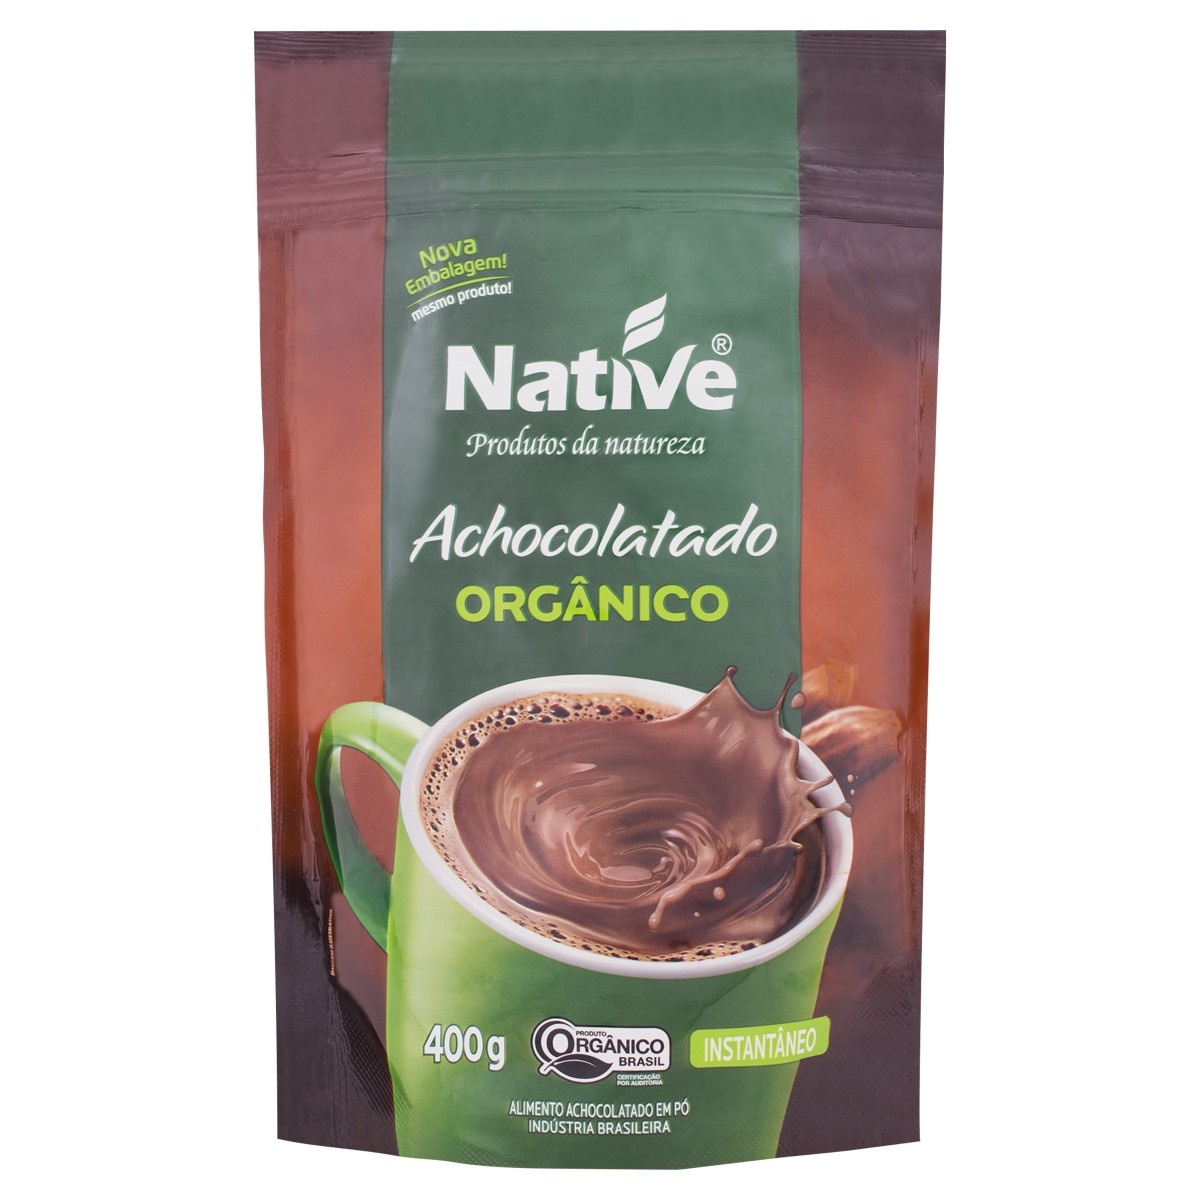 Nova
Embalagem!
mesmo produto!
Native®
Produtos da natureza
Achocolatado
ORGÂNICO
400g
PRODUTO
ORGÂNICO
BRASIL
CERTIFICAÇÃO
POR AUDITORIA
INSTANTÂNEO
ALIMENTO ACHOCOLATADO EM PÓ
INDÚSTRIA BRASILEIRA